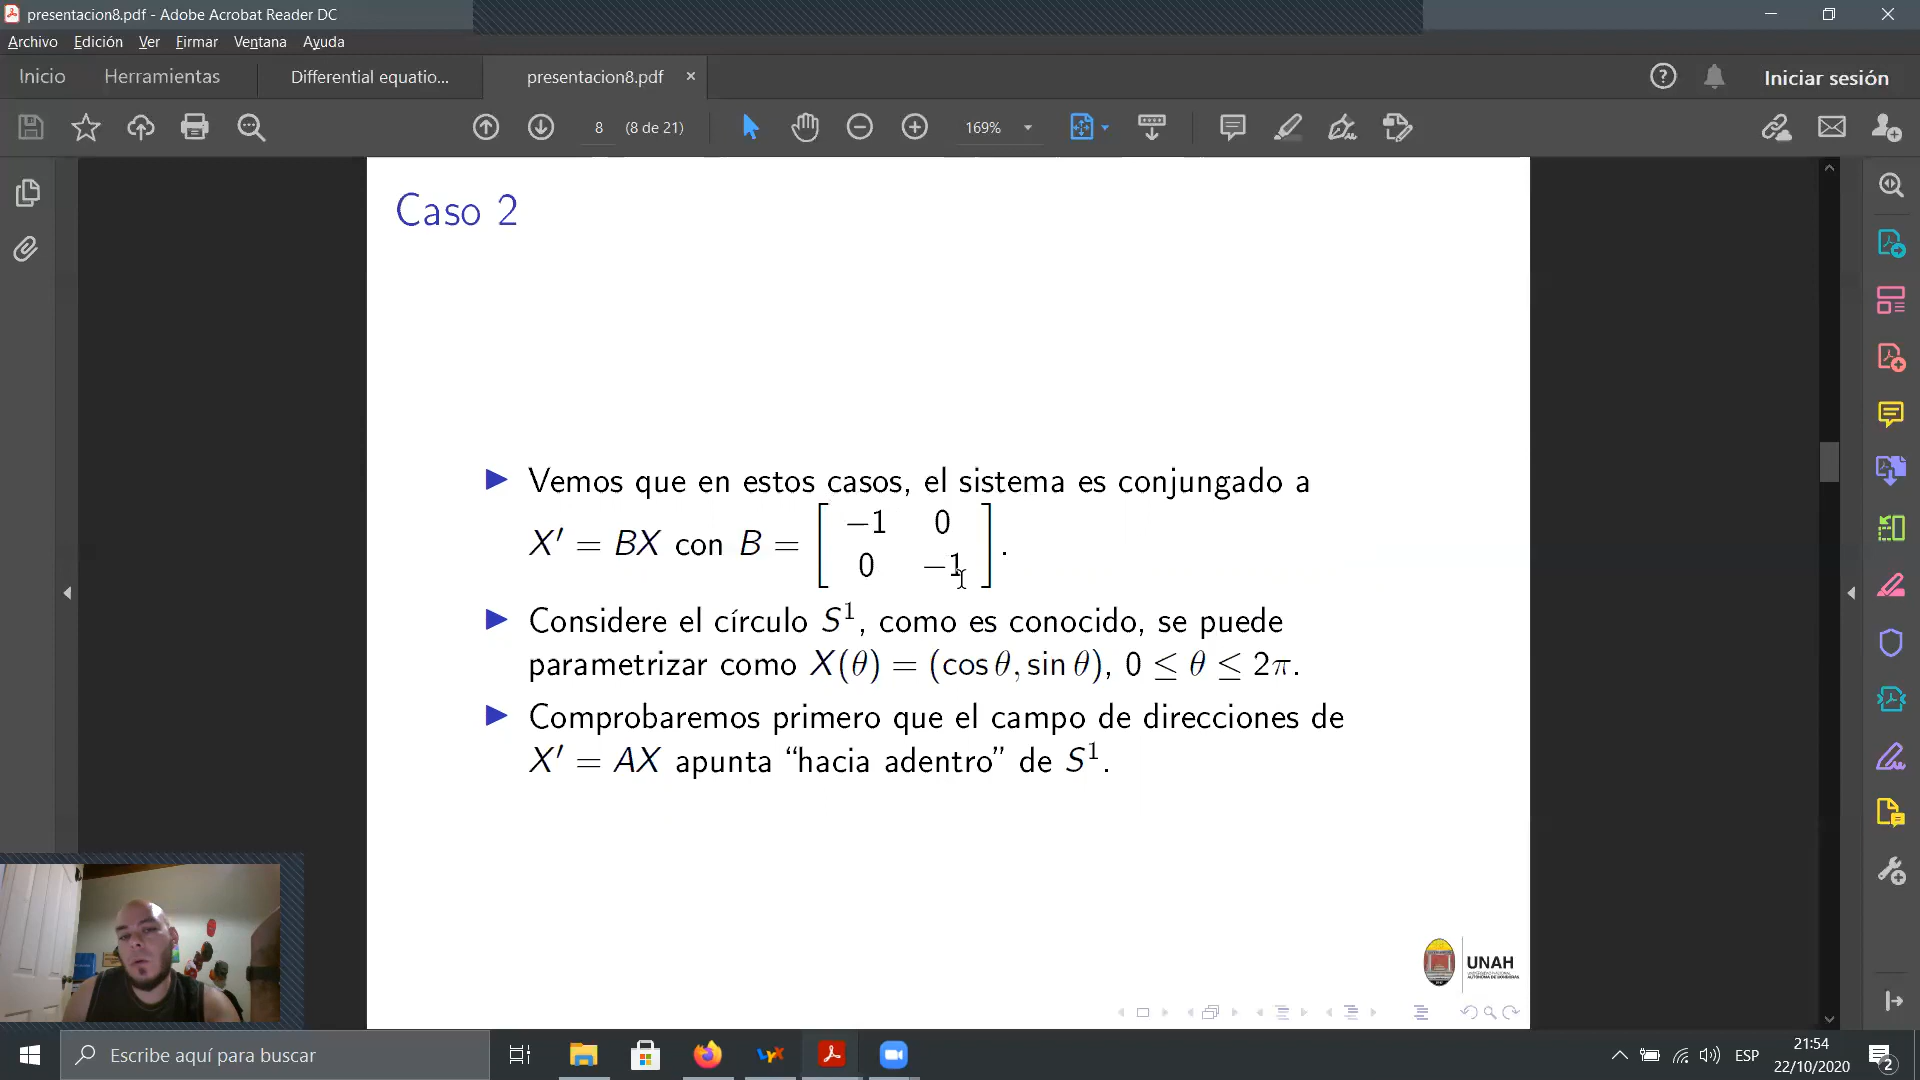 presentacion8.pdf - Adobe Acrobat Reader DC
Archivo Edición Ver Firmar Ventana Ayuda
Inicio Herramientas Differential equatio... presentacion8.pdf × Iniciar sesión
8 (8 de 21) 169%
Caso 2
Vemos que en estos casos, el sistema es conjungado a
X′ = BX con B = [ −1 0
0 −1 ].
Considere el círculo S¹, como es conocido, se puede
parametrizar como X(θ) = (cos θ, sin θ), 0 ≤ θ ≤ 2π.
Comprobaremos primero que el campo de direcciones de
X′ = AX apunta “hacia adentro” de S¹.
UNAH
Escribe aquí para buscar
ESP
21:54
22/10/2020
2